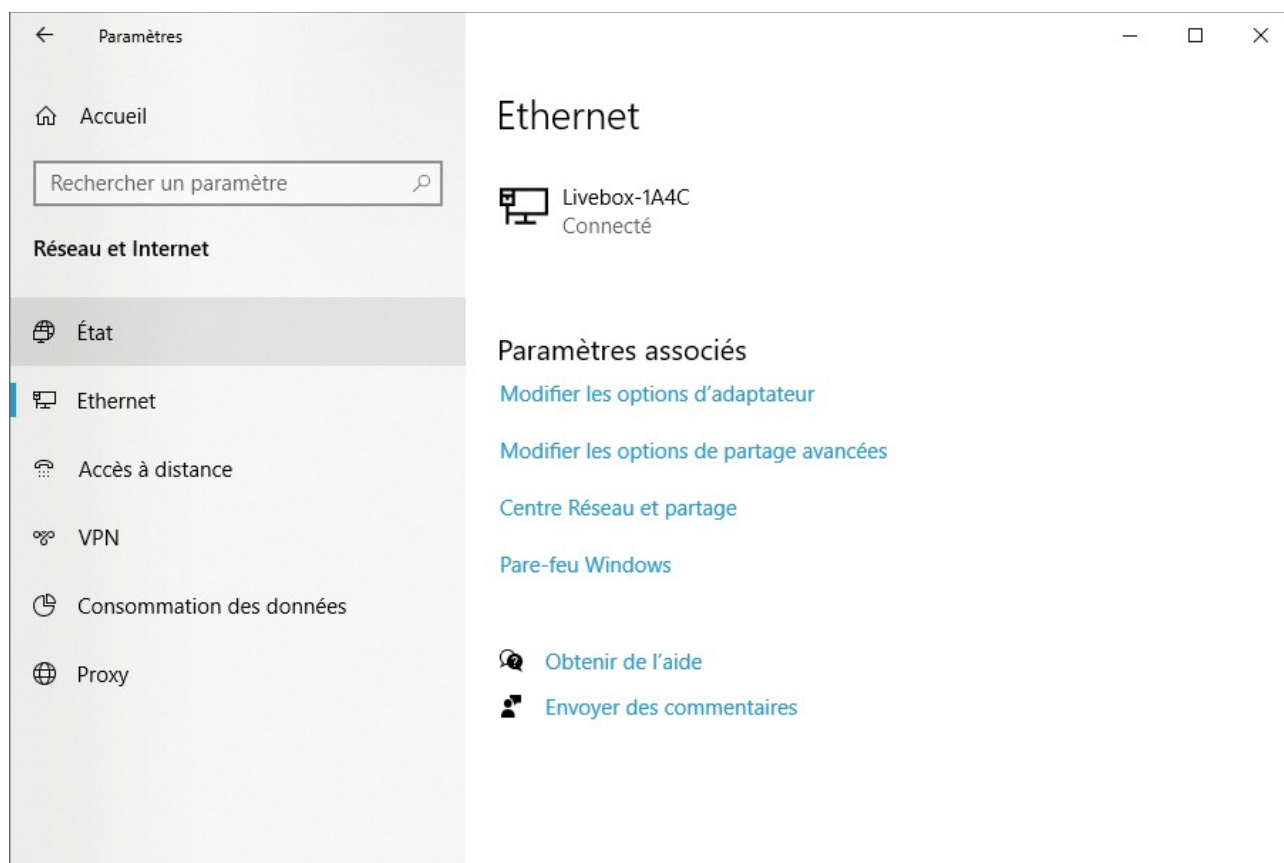 Paramètres
Accueil
Rechercher un paramètre
Réseau et Internet
État
Ethernet
Accès à distance
VPN
Consommation des données
Proxy
Ethernet
Livebox-1A4C
Connecté
Paramètres associés
Modifier les options d’adaptateur
Modifier les options de partage avancées
Centre Réseau et partage
Pare-feu Windows
Obtenir de l’aide
Envoyer des commentaires